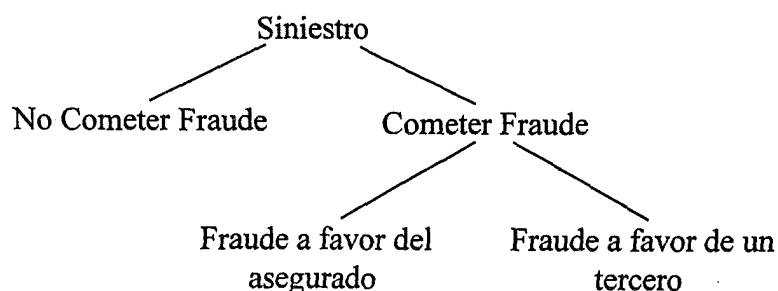 Siniestro
No Cometer Fraude
Cometer Fraude
Fraude a favor del
asegurado
Fraude a favor de un
tercero